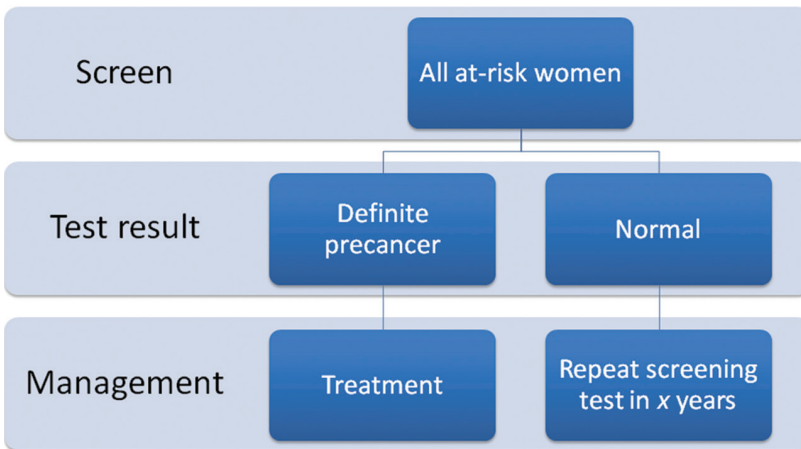 Screen
All at-risk women
Test result
Definite
precancer
Normal
Management
Treatment
Repeat screening
test in x years